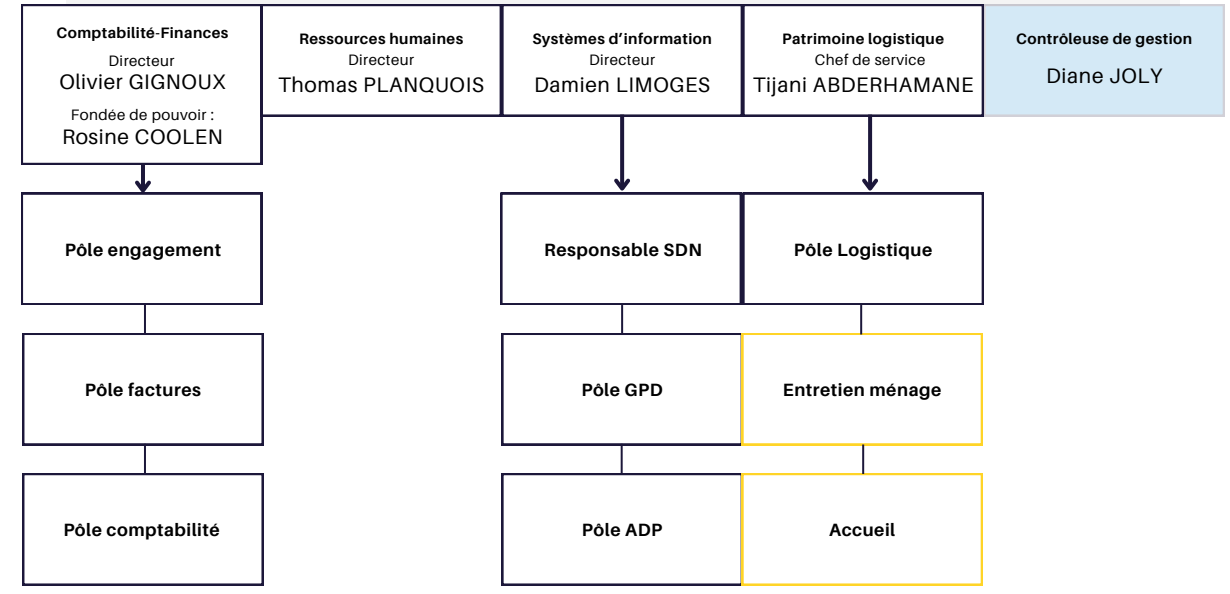 Comptabilité-Finances
Directeur
Olivier GIGNOUX
Fondée de pouvoir :
Rosine COOLEN
Ressources humaines
Directeur
Thomas PLANQUOIS
Systèmes d’information
Directeur
Damien LIMOGES
Patrimoine logistique
Chef de service
Tijani ABDERHAMANE
Contrôleuse de gestion
Diane JOLY
Pôle engagement
Responsable SDN
Pôle Logistique
Pôle factures
Pôle GPD
Entretien ménage
Pôle comptabilité
Pôle ADP
Accueil